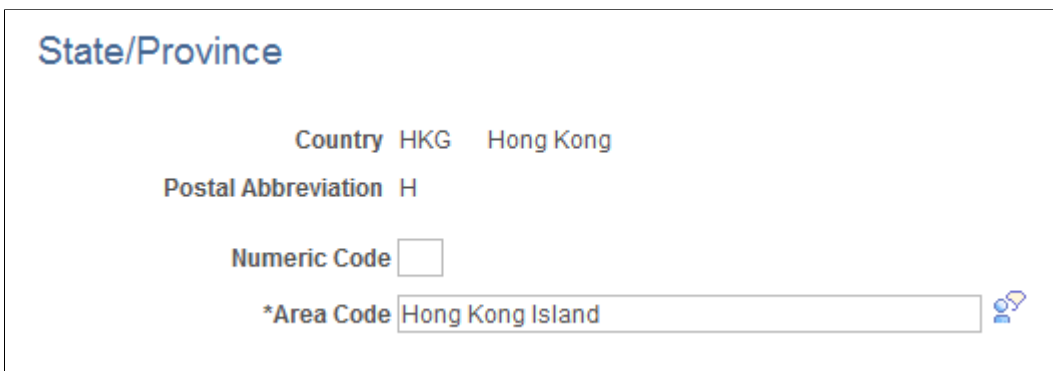 State/Province
Country HKG Hong Kong
Postal Abbreviation H
Numeric Code
*Area Code Hong Kong Island